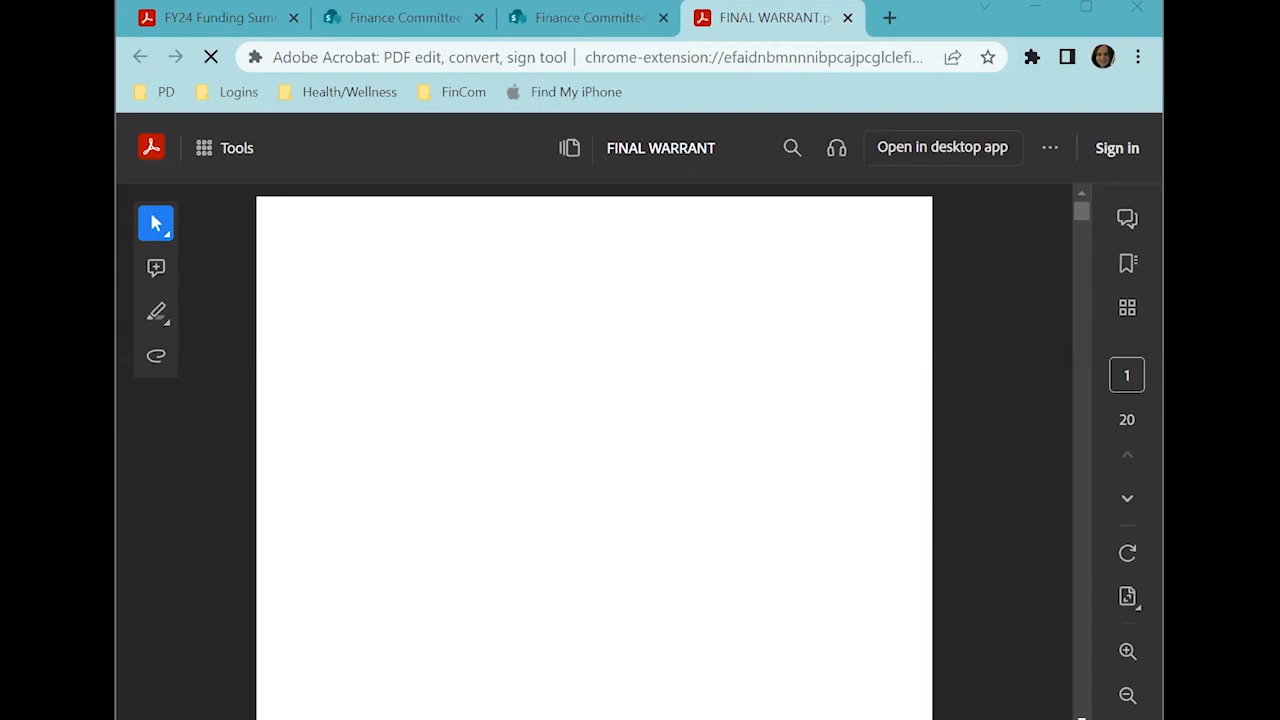 FY24 Funding Sum
Finance Committee
Finance Committe
FINAL WARRANT.p
Adobe Acrobat: PDF edit, convert, sign tool | chrome-extension://efaidnbmnnnibpcajpcglclefi...
PD
Logins
Health/Wellness
FinCom
Find My iPhone
Tools
FINAL WARRANT
Open in desktop app
Sign in
1
20